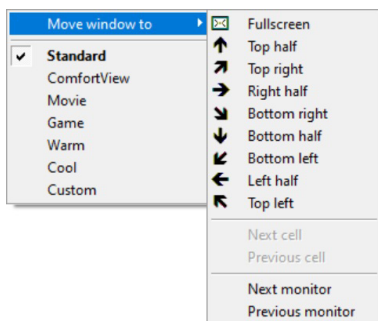 Move window to
Standard
ComfortView
Movie
Game
Warm
Cool
Custom
Fullscreen
Top half
Top right
Right half
Bottom right
Bottom half
Bottom left
Left half
Top left
Next cell
Previous cell
Next monitor
Previous monitor